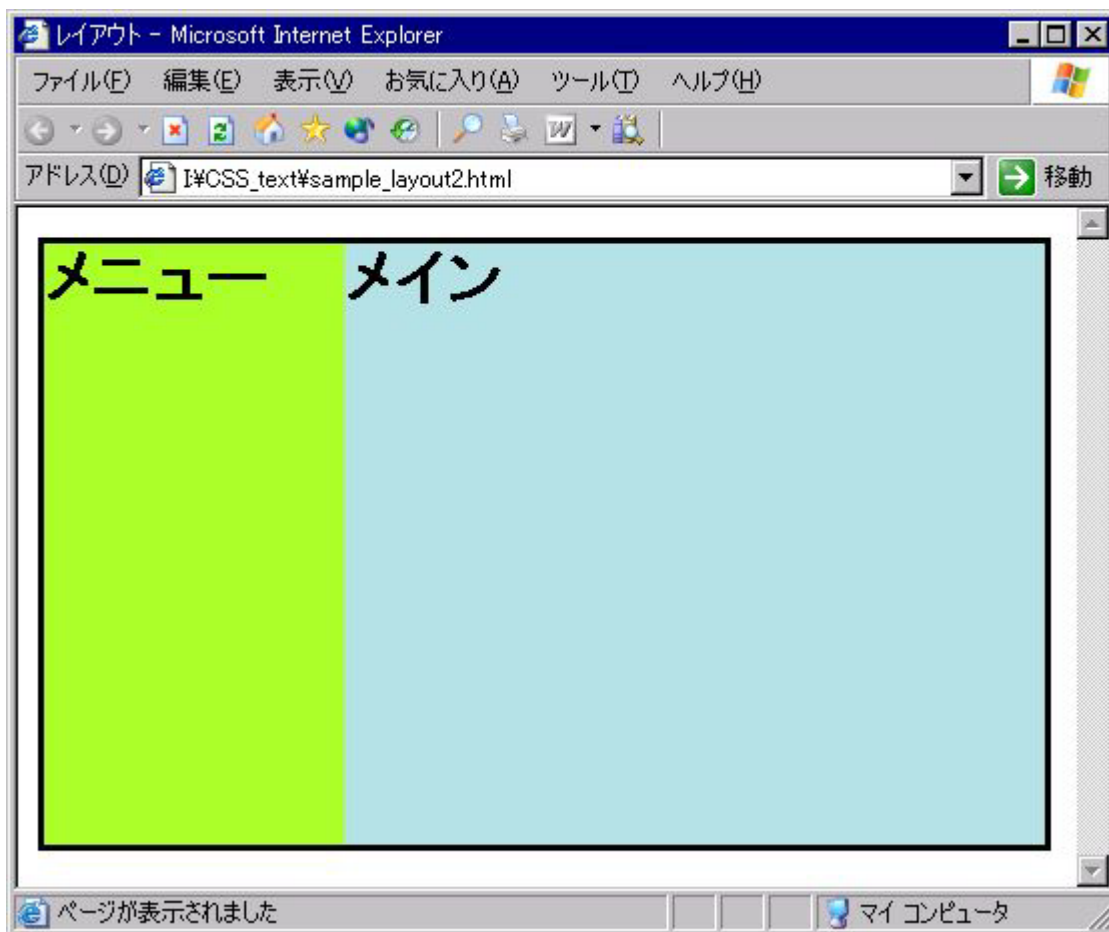 レイアウト - Microsoft Internet Explorer
ファイル(F) 編集(E) 表示(V) お気に入り(A) ツール(T) ヘルプ(H)
アドレス(D) I¥CSS_text¥sample_layout2.html 移動
メニュー メイン
ページが表示されました マイ コンピュータ